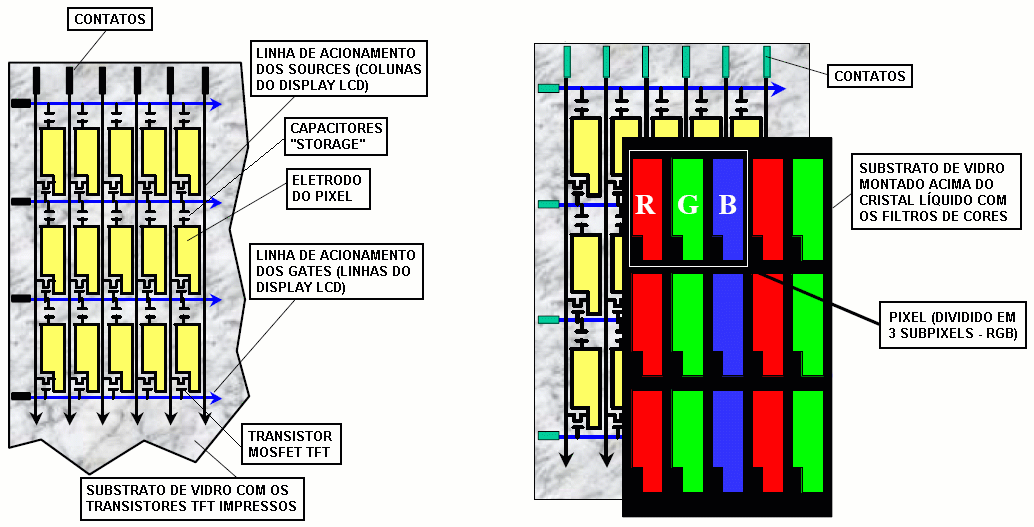 CONTATOS
LINHA DE ACIONAMENTO
DOS SOURCES (COLUNAS
DO DISPLAY LCD)
CAPACITORES
"STORAGE"
ELETRODO
DO PIXEL
LINHA DE ACIONAMENTO
DOS GATES (LINHAS DO
DISPLAY LCD)
TRANSISTOR
MOSFET TFT
SUBSTRATO DE VIDRO COM OS
TRANSISTORES TFT IMPRESSOS
CONTATOS
R G B
SUBSTRATO DE VIDRO
MONTADO ACIMA DO
CRISTAL LÍQUIDO COM
OS FILTROS DE CORES
PIXEL (DIVIDIDO EM
3 SUBPIXELS - RGB)